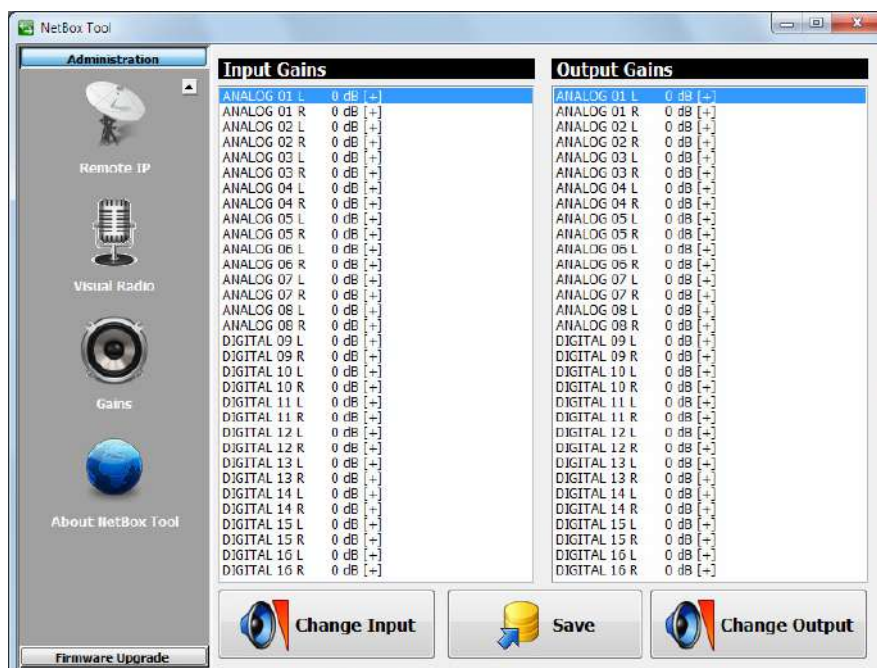 NetBox Tool
Administration
Remote IP
Visual Radio
Gains
About NetBox Tool
Firmware Upgrade
Input Gains
ANALOG 01 L 0 dB [+]
ANALOG 01 R 0 dB [+]
ANALOG 02 L 0 dB [+]
ANALOG 02 R 0 dB [+]
ANALOG 03 L 0 dB [+]
ANALOG 03 R 0 dB [+]
ANALOG 04 L 0 dB [+]
ANALOG 04 R 0 dB [+]
ANALOG 05 L 0 dB [+]
ANALOG 05 R 0 dB [+]
ANALOG 06 L 0 dB [+]
ANALOG 06 R 0 dB [+]
ANALOG 07 L 0 dB [+]
ANALOG 07 R 0 dB [+]
ANALOG 08 L 0 dB [+]
ANALOG 08 R 0 dB [+]
DIGITAL 09 L 0 dB [+]
DIGITAL 09 R 0 dB [+]
DIGITAL 10 L 0 dB [+]
DIGITAL 10 R 0 dB [+]
DIGITAL 11 L 0 dB [+]
DIGITAL 11 R 0 dB [+]
DIGITAL 12 L 0 dB [+]
DIGITAL 12 R 0 dB [+]
DIGITAL 13 L 0 dB [+]
DIGITAL 13 R 0 dB [+]
DIGITAL 14 L 0 dB [+]
DIGITAL 14 R 0 dB [+]
DIGITAL 15 L 0 dB [+]
DIGITAL 15 R 0 dB [+]
DIGITAL 16 L 0 dB [+]
DIGITAL 16 R 0 dB [+]
Output Gains
ANALOG 01 L 0 dB [+]
ANALOG 01 R 0 dB [+]
ANALOG 02 L 0 dB [+]
ANALOG 02 R 0 dB [+]
ANALOG 03 L 0 dB [+]
ANALOG 03 R 0 dB [+]
ANALOG 04 L 0 dB [+]
ANALOG 04 R 0 dB [+]
ANALOG 05 L 0 dB [+]
ANALOG 05 R 0 dB [+]
ANALOG 06 L 0 dB [+]
ANALOG 06 R 0 dB [+]
ANALOG 07 L 0 dB [+]
ANALOG 07 R 0 dB [+]
ANALOG 08 L 0 dB [+]
ANALOG 08 R 0 dB [+]
DIGITAL 09 L 0 dB [+]
DIGITAL 09 R 0 dB [+]
DIGITAL 10 L 0 dB [+]
DIGITAL 10 R 0 dB [+]
DIGITAL 11 L 0 dB [+]
DIGITAL 11 R 0 dB [+]
DIGITAL 12 L 0 dB [+]
DIGITAL 12 R 0 dB [+]
DIGITAL 13 L 0 dB [+]
DIGITAL 13 R 0 dB [+]
DIGITAL 14 L 0 dB [+]
DIGITAL 14 R 0 dB [+]
DIGITAL 15 L 0 dB [+]
DIGITAL 15 R 0 dB [+]
DIGITAL 16 L 0 dB [+]
DIGITAL 16 R 0 dB [+]
Change Input
Save
Change Output